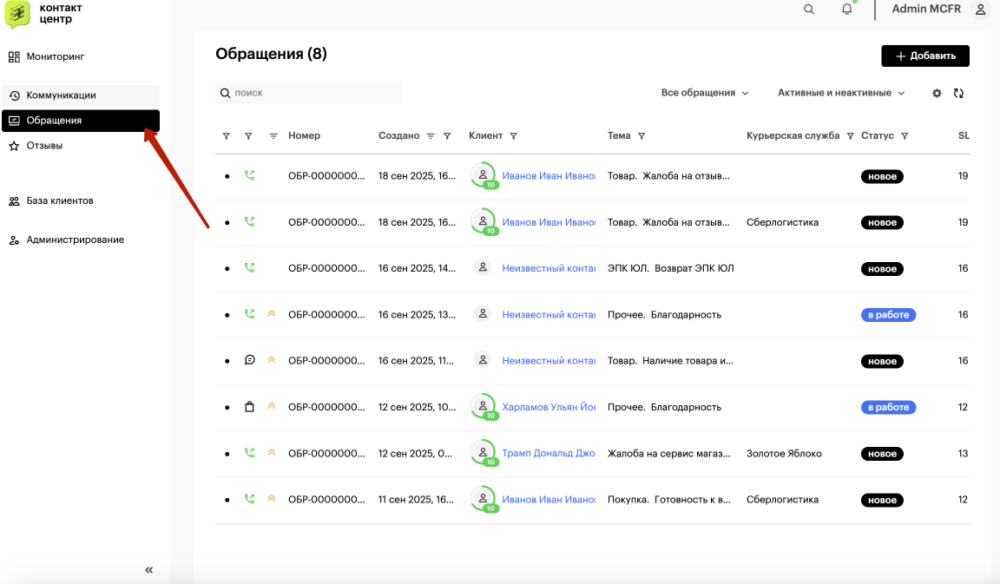 контакт
центр
Admin MCFR
Мониторинг
Коммуникации
Обращения
Отзывы
База клиентов
Администрирование
«
Обращения (8)
+ Добавить
поиск
Все обращения
Активные и неактивные
Номер Создано Клиент Тема Курьерская служба Статус SL
ОБР-0000000... 18 сен 2025, 16... 10 Иванов Иван Ивано Товар. Жалоба на отзыв... новое 19
ОБР-0000000... 18 сен 2025, 16... 10 Иванов Иван Ивано Товар. Жалоба на отзыв... Сберлогистика новое 19
ОБР-0000000... 16 сен 2025, 14... Неизвестный конта ЭПК ЮЛ. Возврат ЭПК ЮЛ новое 16
ОБР-0000000... 16 сен 2025, 13... Неизвестный конта Прочее. Благодарность в работе 16
ОБР-0000000... 16 сен 2025, 11... Неизвестный конта Товар. Наличие товара и... новое 16
ОБР-0000000... 12 сен 2025, 10... 10 Харламов Ульян Йо Прочее. Благодарность в работе 12
ОБР-0000000... 12 сен 2025, 0... 10 Трамп Дональд Джо Жалоба на сервис магаз... Золотое Яблоко новое 13
ОБР-0000000... 11 сен 2025, 16... 10 Иванов Иван Ивано Покупка. Готовность к в... Сберлогистика новое 12